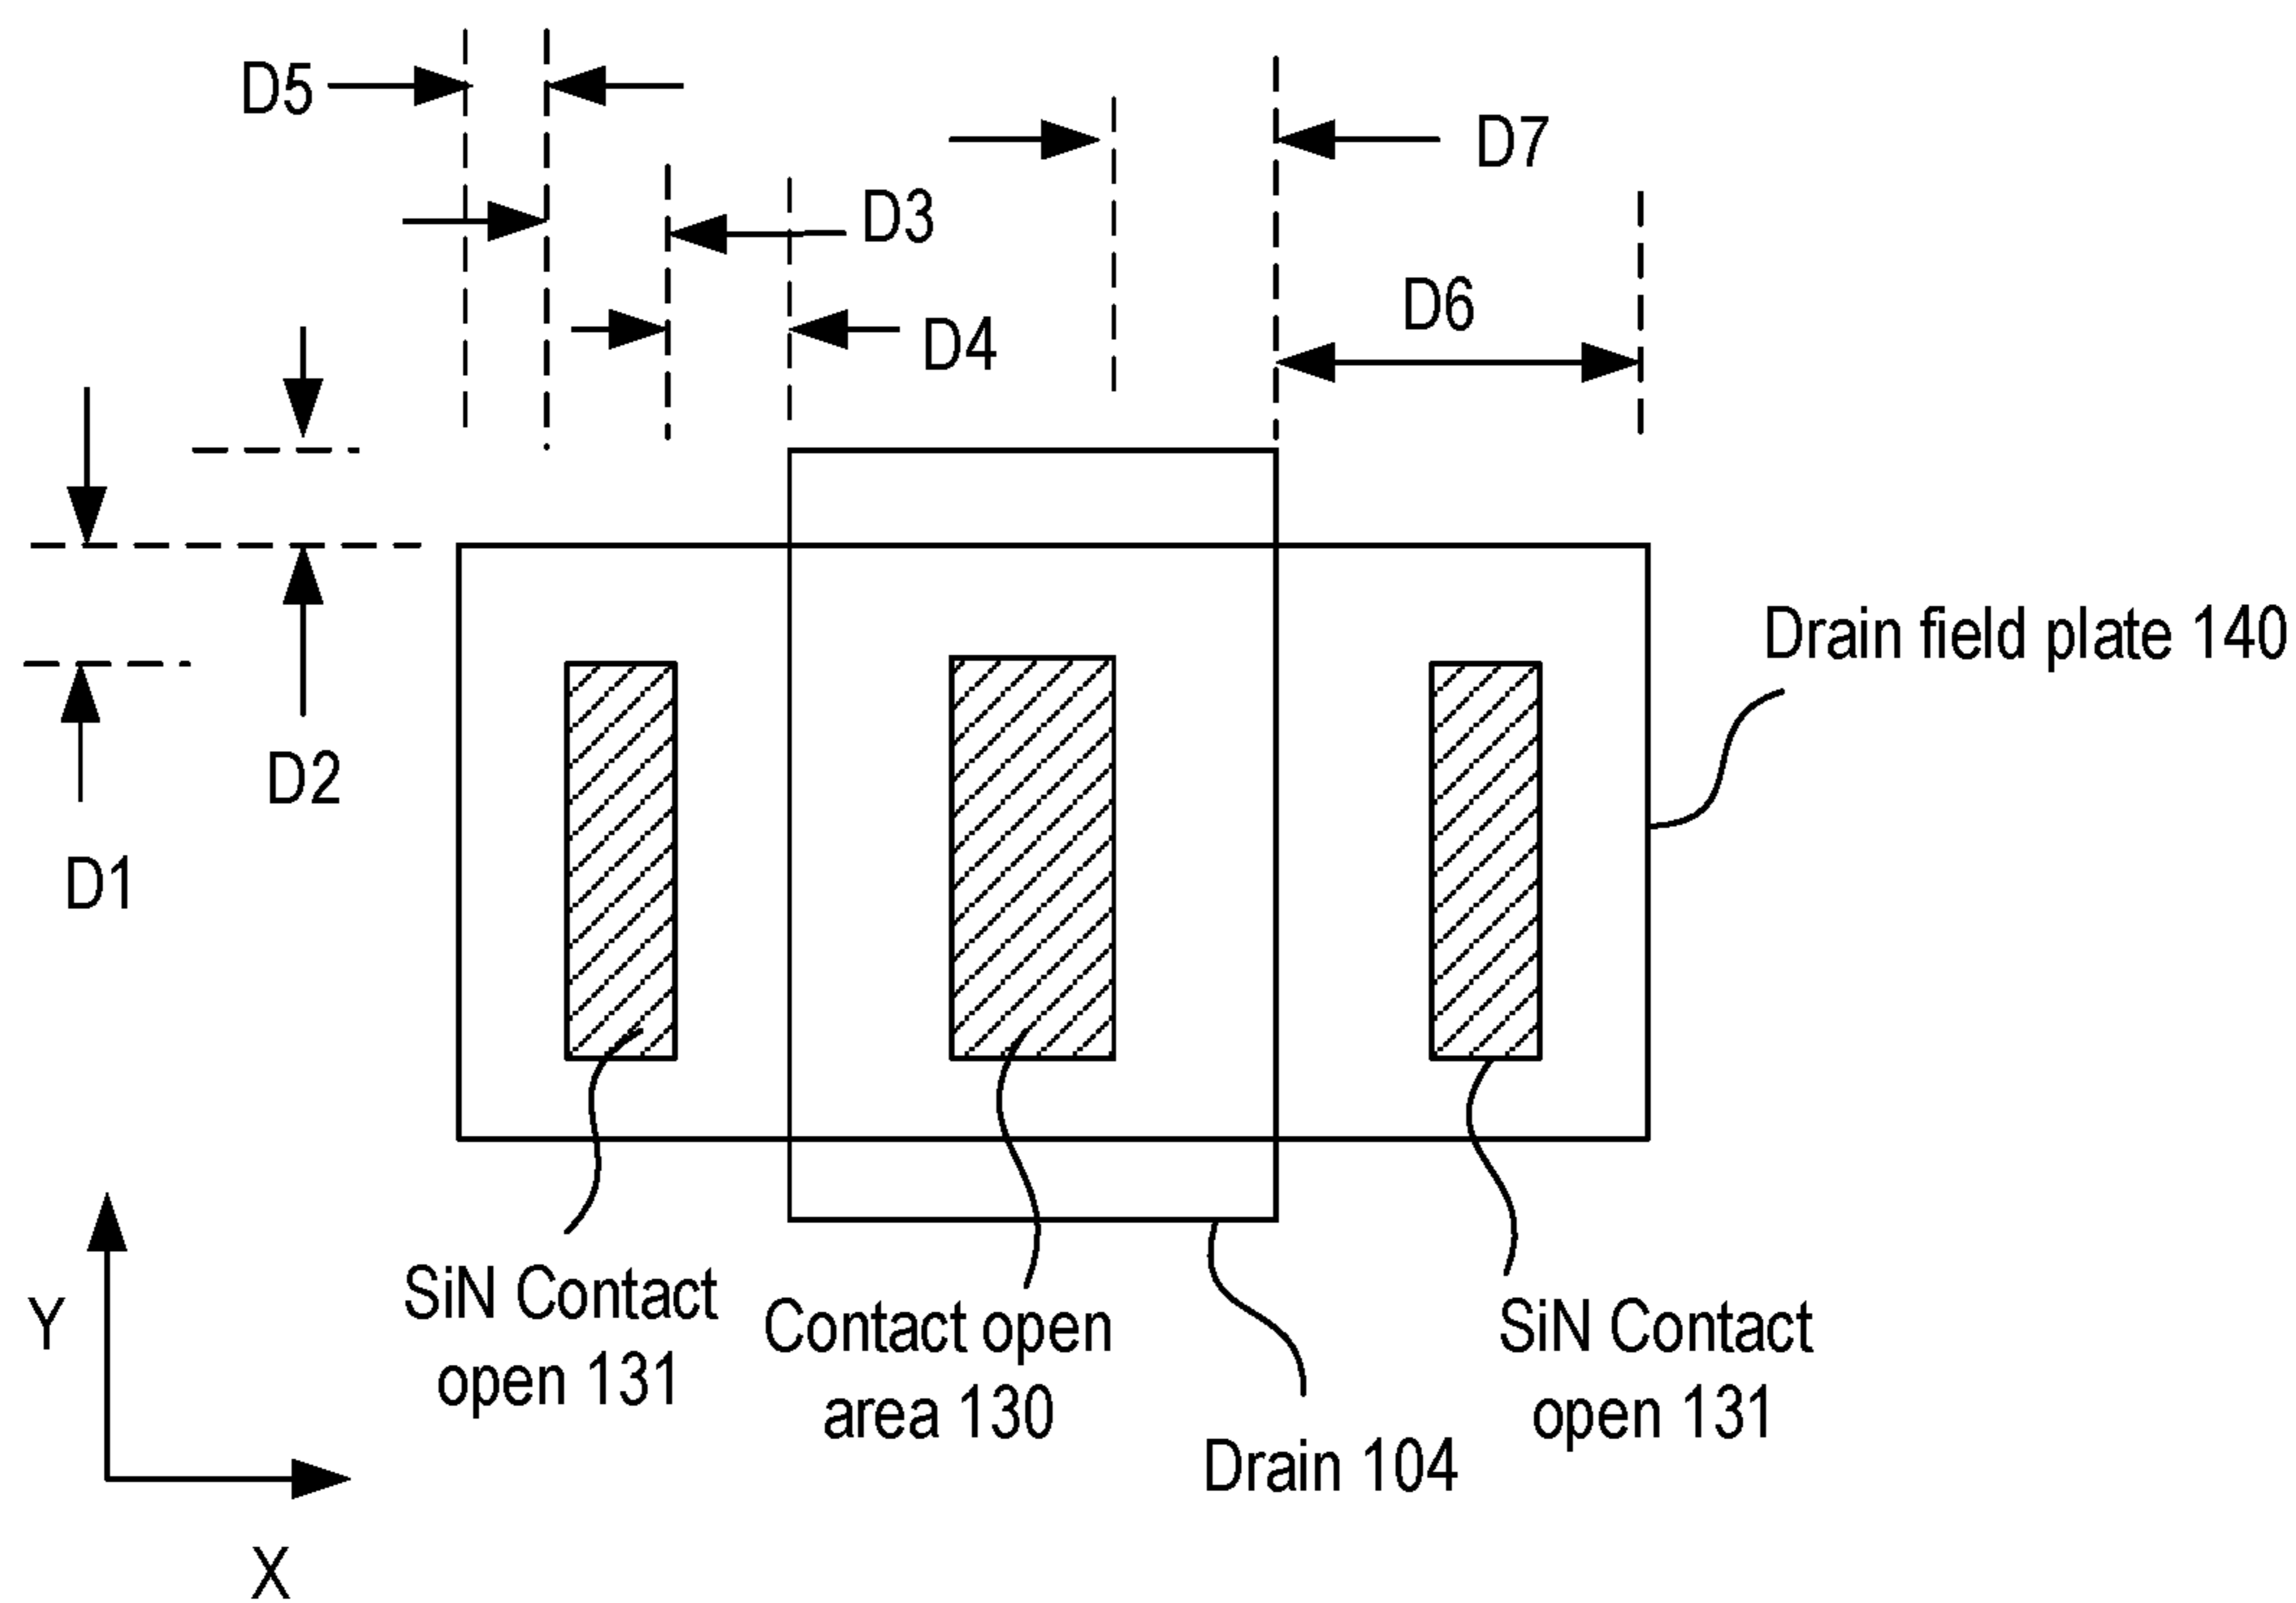 D5
D7
D3
D6
D4
Drain field plate 140
D2
D1
SiN Contact
open 131
Contact open
area 130
SiN Contact
open 131
Drain 104
Y
X